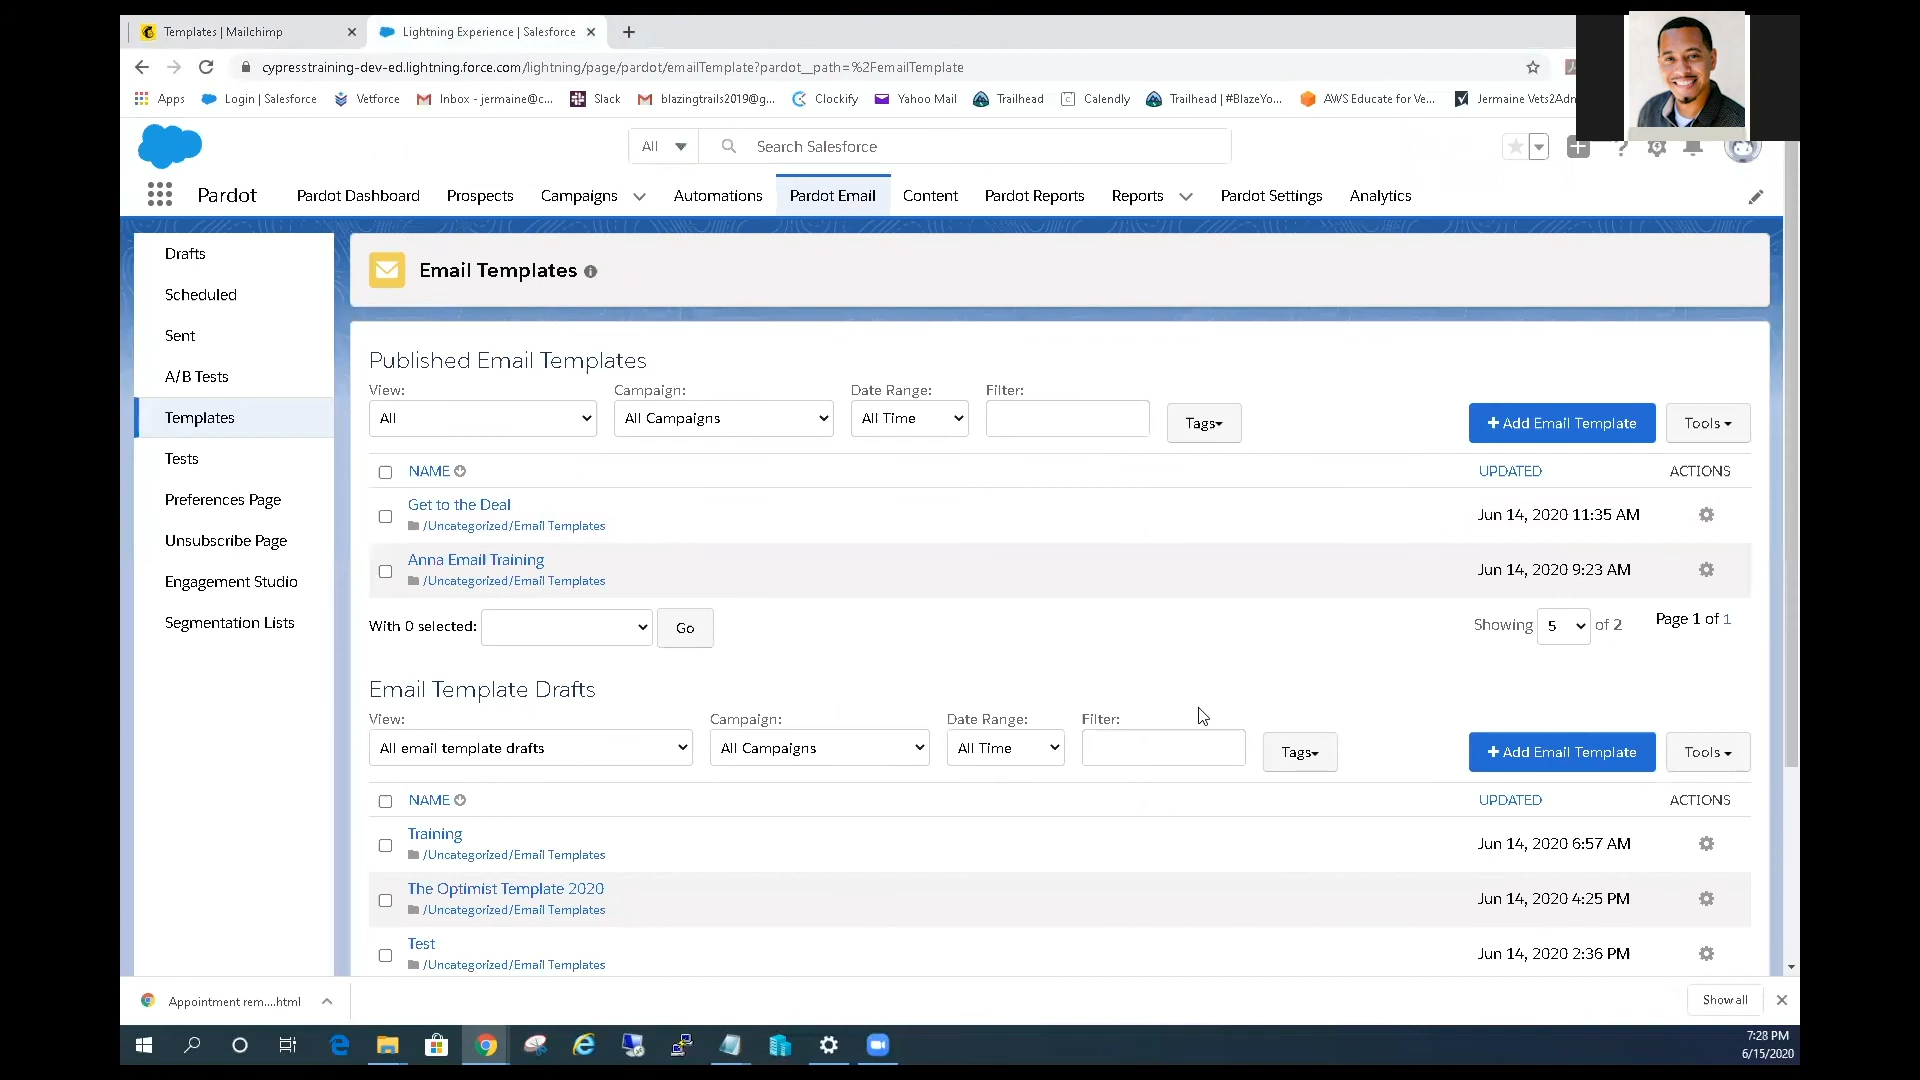 Templates | Mailchimp
Lightning Experience | Salesforce
cypresstraining-dev-ed.lightning.force.com/lightning/page/pardot/emailTemplate?pardot__path=%2FemailTemplate
Apps
Login | Salesforce
Vetforce
Inbox - jermaine@c...
Slack
blazingtrails2019@g...
Clockify
Yahoo Mail
Trailhead
Calendly
Trailhead | #BlazeYo...
AWS Educate for Ve...
Jermaine Vets2Adm
All
Search Salesforce
Pardot
Pardot Dashboard
Prospects
Campaigns
Automations
Pardot Email
Content
Pardot Reports
Reports
Pardot Settings
Analytics
Drafts
Scheduled
Sent
A/B Tests
Templates
Tests
Preferences Page
Unsubscribe Page
Engagement Studio
Segmentation Lists
Email Templates
Published Email Templates
View:
Campaign:
Date Range:
Filter:
All
All Campaigns
All Time
Tags
+ Add Email Template
Tools
NAME
UPDATED
ACTIONS
Get to the Deal
/Uncategorized/Email Templates
Jun 14, 2020 11:35 AM
Anna Email Training
/Uncategorized/Email Templates
Jun 14, 2020 9:23 AM
With 0 selected:
Go
Showing 5 of 2
Page 1 of 1
Email Template Drafts
View:
Campaign:
Date Range:
Filter:
All email template drafts
All Campaigns
All Time
Tags
+ Add Email Template
Tools
NAME
UPDATED
ACTIONS
Training
/Uncategorized/Email Templates
Jun 14, 2020 6:57 AM
The Optimist Template 2020
/Uncategorized/Email Templates
Jun 14, 2020 4:25 PM
Test
/Uncategorized/Email Templates
Jun 14, 2020 2:36 PM
Appointment rem....html
Show all
7:28 PM
6/15/2020